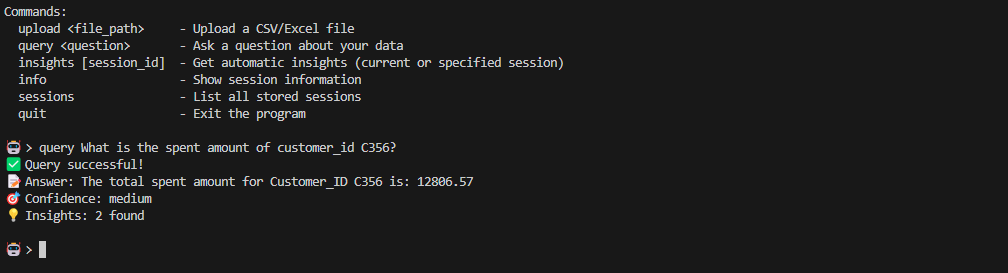 Commands:
  upload <file_path>     - Upload a CSV/Excel file
  query <question>       - Ask a question about your data
  insights [session_id]  - Get automatic insights (current or specified session)
  info                   - Show session information
  sessions               - List all stored sessions
  quit                   - Exit the program

🤖 > query What is the spent amount of customer_id C356?
✅ Query successful!
📝 Answer: The total spent amount for Customer_ID C356 is: 12806.57
🎯 Confidence: medium
💡 Insights: 2 found

🤖 >